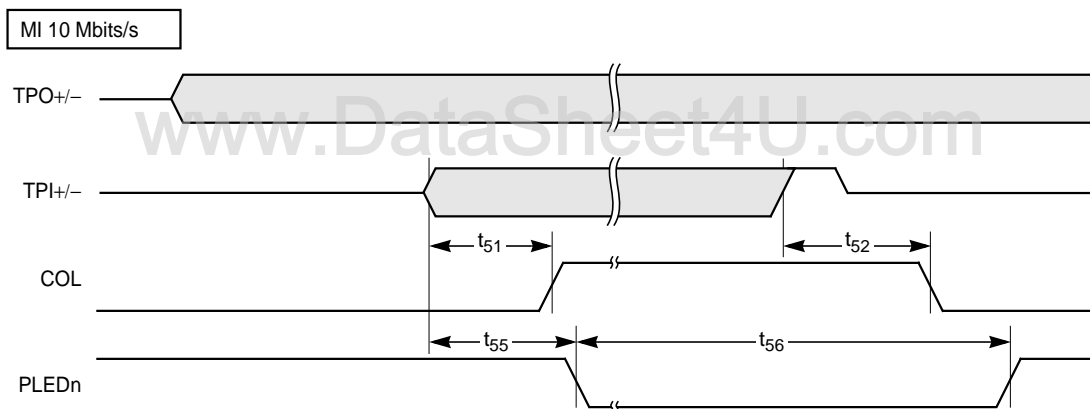 MI 10 Mbits/s
TPO+/−
www.DataSheet4U.com
TPI+/−
t51
t52
COL
t55
t56
PLEDn